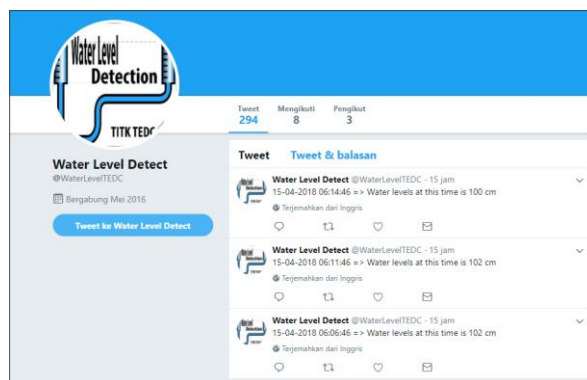 Water Level
Detection
TITK TEDC
Tweet Mengikuti Pengikut
294 8 3
Water Level Detect
@WaterLevelTEDC
Bergabung Mei 2016
Tweet ke Water Level Detect
Tweet Tweet & balasan
Water Level Detect @WaterLevelTEDC · 15 jam
15-04-2018 06:14:46 => Water levels at this time is 100 cm
Terjemahkan dari Inggris
Water Level Detect @WaterLevelTEDC · 15 jam
15-04-2018 06:11:46 => Water levels at this time is 102 cm
Terjemahkan dari Inggris
Water Level Detect @WaterLevelTEDC · 15 jam
15-04-2018 06:06:46 => Water levels at this time is 102 cm
Terjemahkan dari Inggris